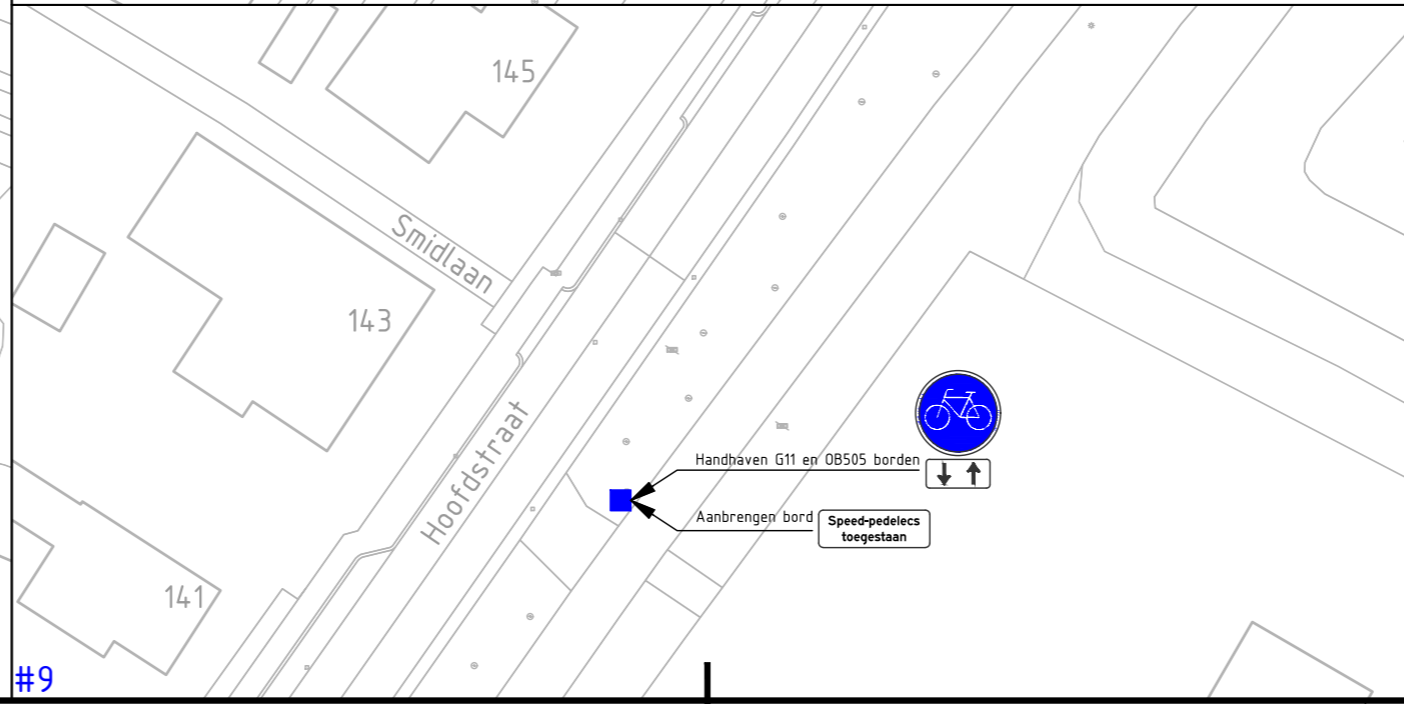 145
Smidlaan
143
Hoofdstraat
Handhaven G11 en OB505 borden
Aanbrengen bord
Speed-pedelecs
toegestaan
141
#9